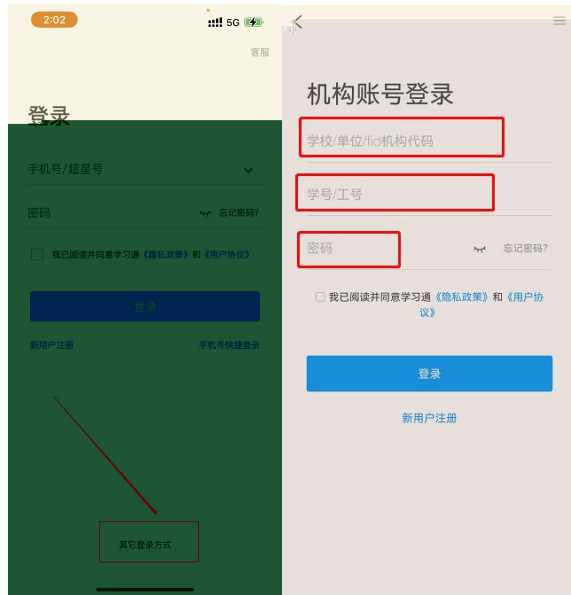 2:02
5G
客服
登录
手机号/超星号
密码
忘记密码?
我已阅读并同意学习通《隐私政策》和《用户协议》
登录
新用户注册
手机号快捷登录
其它登录方式
机构账号登录
学校/单位/fid机构代码
学号/工号
密码
忘记密码?
我已阅读并同意学习通《隐私政策》和《用户协
议》
登录
新用户注册